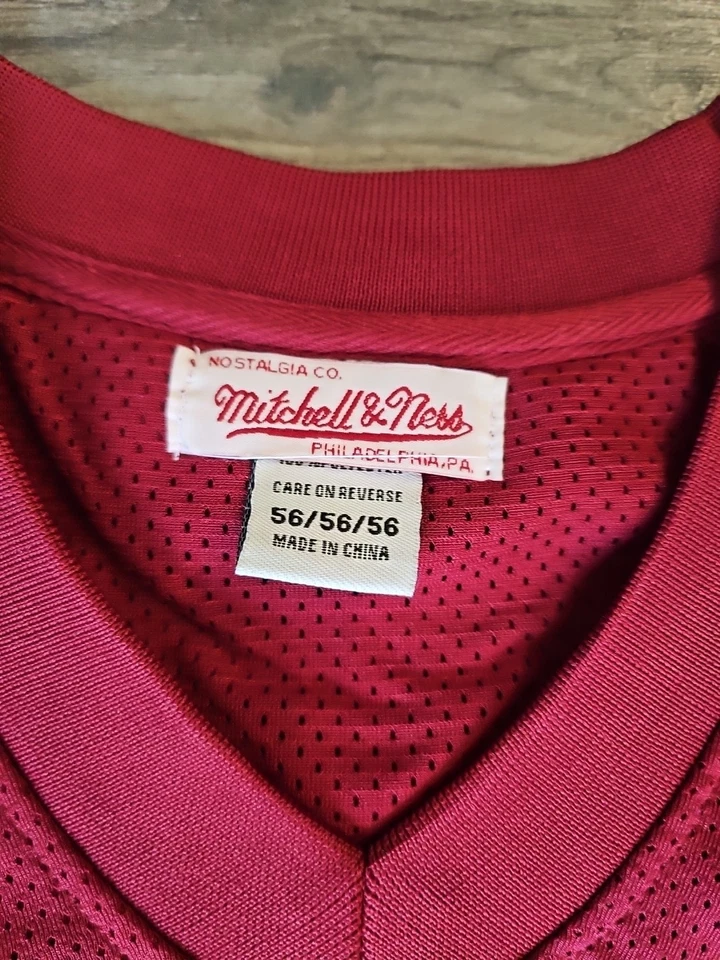 NOSTALGIA CO.
Mitchell & Ness
PHILADELPHIA, PA.
CARE ON REVERSE
56/56/56
MADE IN CHINA